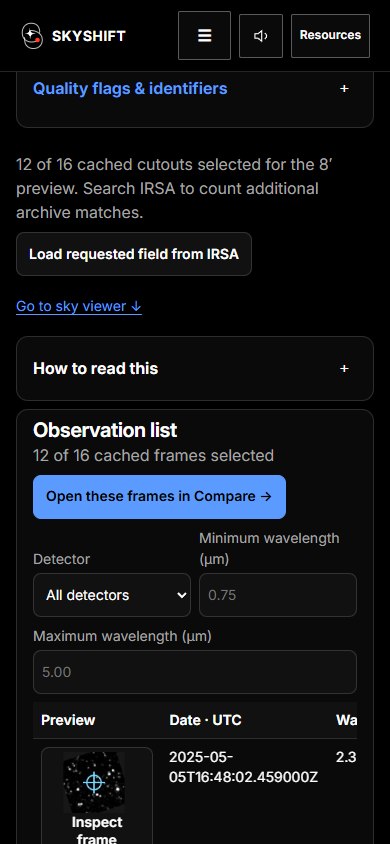 SKYSHIFT
☰
Resources
Quality flags & identifiers
+
12 of 16 cached cutouts selected for the 8′
preview. Search IRSA to count additional
archive matches.
Load requested field from IRSA
Go to sky viewer ↓
How to read this
+
Observation list
12 of 16 cached frames selected
Open these frames in Compare →
Minimum wavelength
(μm)
Detector
All detectors
0.75
Maximum wavelength (μm)
5.00
Preview
Date · UTC
Wa
2025-05-
05T16:48:02.459000Z
2.3
Inspect
frame